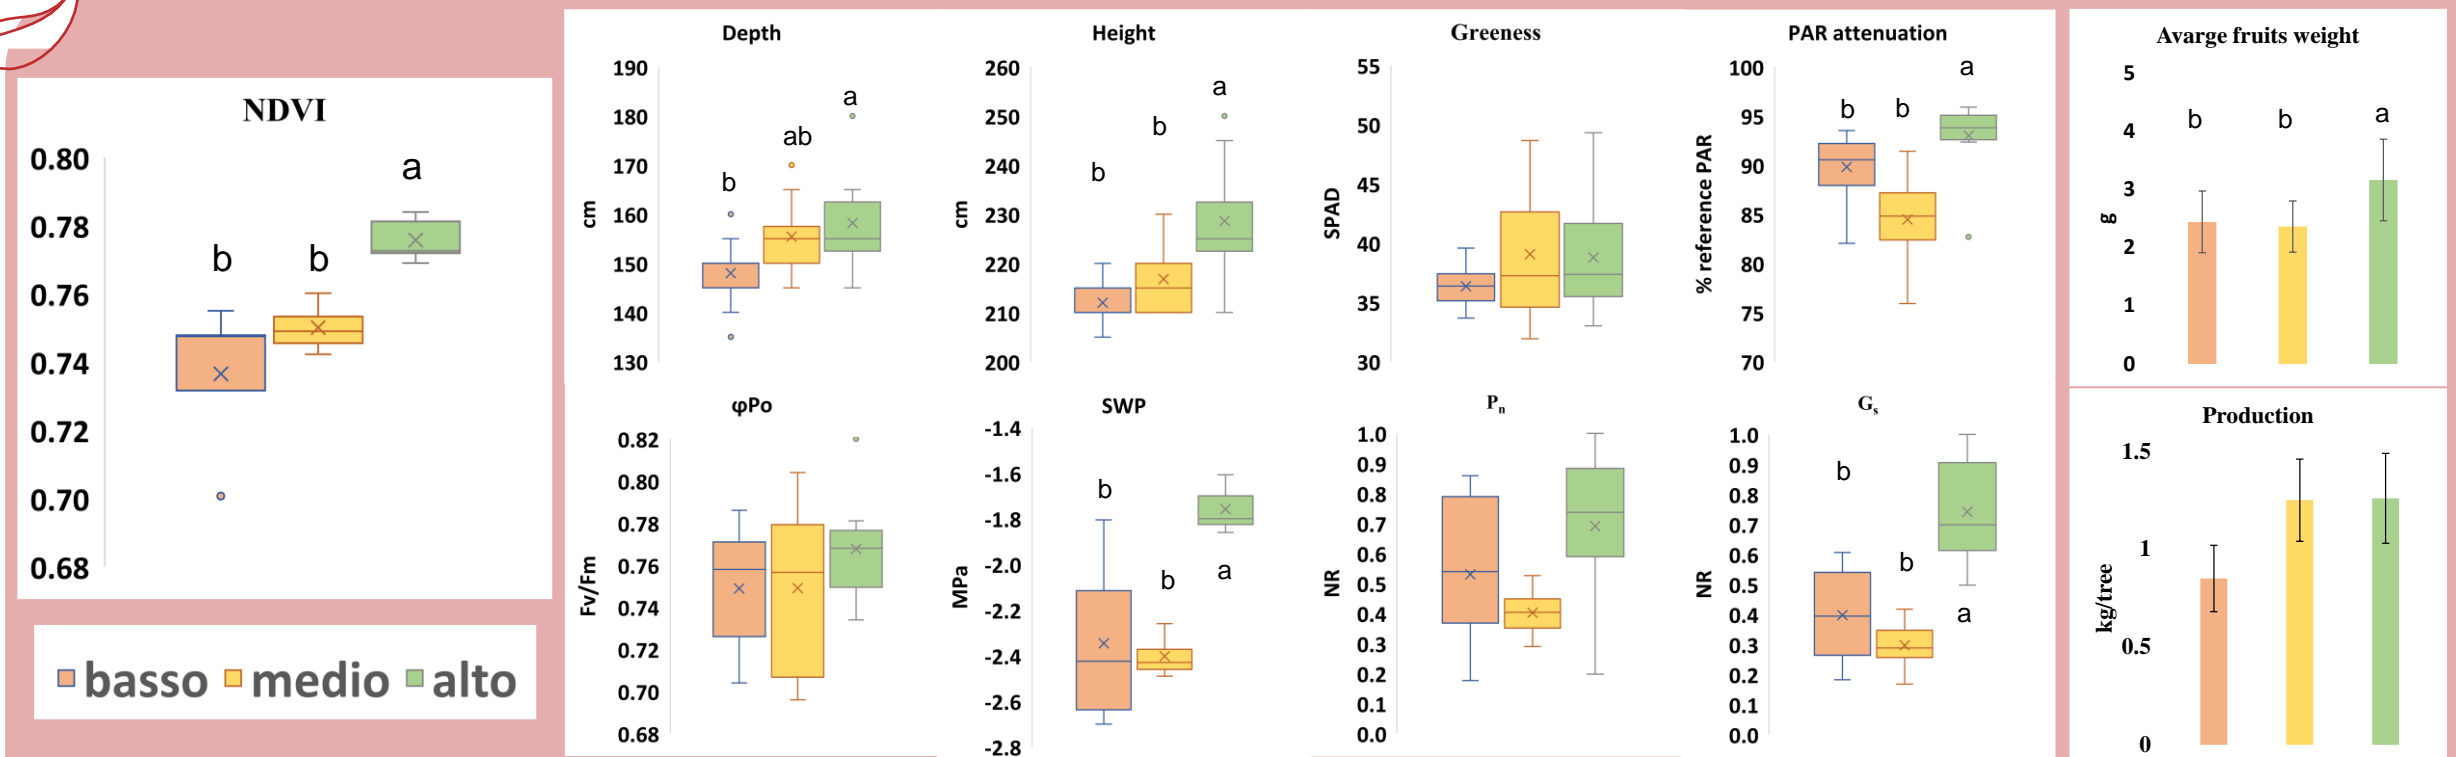 NDVI
0.80
0.78
0.76
0.74
0.72
0.70
0.68
b
b
a
basso medio alto
Depth
cm
190
180
170
160
150
140
130
b
ab
a
Height
cm
260
250
240
230
220
210
200
b
b
a
Greeness
SPAD
55
50
45
40
35
30
PAR attenuation
% reference PAR
100
95
90
85
80
75
70
b
b
a
Avarge fruits weight
g
5
4
3
2
1
0
b
b
a
φPo
Fv/Fm
0.82
0.80
0.78
0.76
0.74
0.72
0.70
0.68
SWP
MPa
-1.4
-1.6
-1.8
-2.0
-2.2
-2.4
-2.6
-2.8
b
b
a
Pn
NR
1.0
0.9
0.8
0.7
0.6
0.5
0.4
0.3
0.2
0.1
0.0
Gs
NR
1.0
0.9
0.8
0.7
0.6
0.5
0.4
0.3
0.2
0.1
0.0
b
b
a
Production
kg/tree
1.5
1
0.5
0